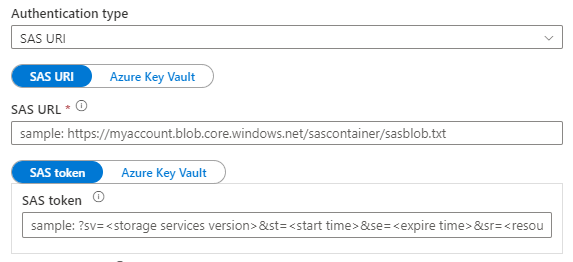 Authentication type
SAS URI
SAS URI Azure Key Vault
SAS URL *
sample: https://myaccount.blob.core.windows.net/sascontainer/sasblob.txt
SAS token Azure Key Vault
SAS token
sample: ?sv=<storage services version>&st=<start time>&se=<expire time>&sr=<resou